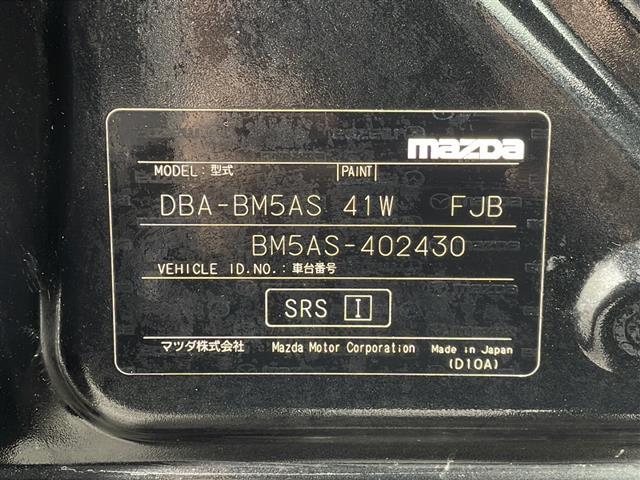 mazda
MODEL: 型式 PAINT
DBA-BM5AS 41W FJB
BM5AS-402430
VEHICLE ID.NO.: 車台番号
SRS I
マツダ株式会社 Mazda Motor Corporation Made in Japan
(D10A)